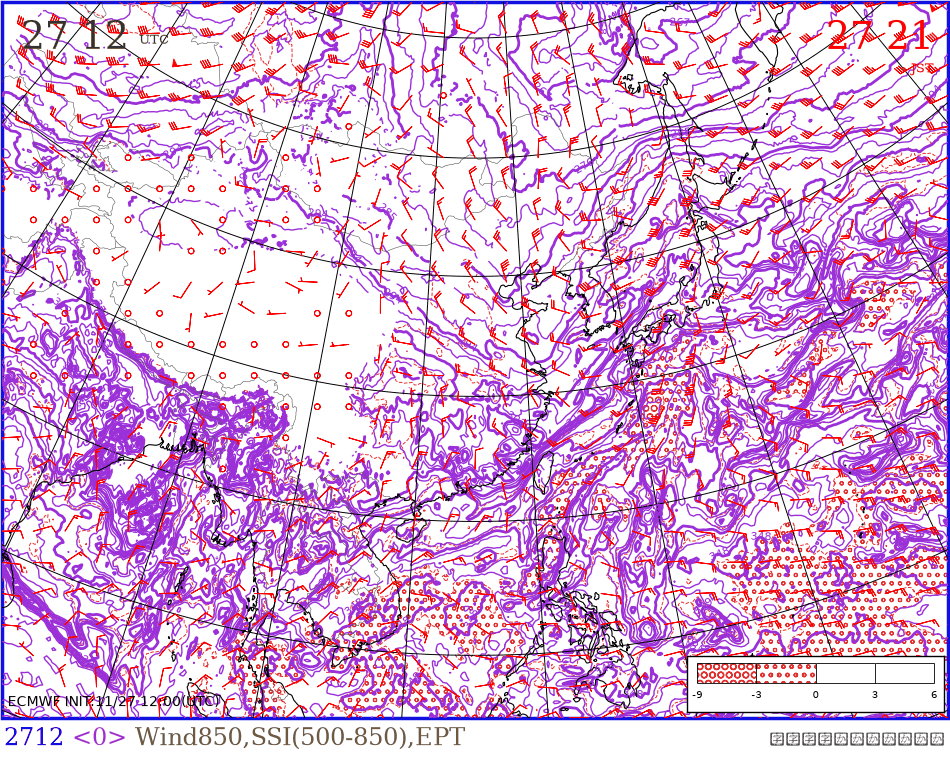 27 12 UTC
27 21 JST
ECMWF INIT:11/27 12:00(UTC)
-9 -3 0 3 6
2712 <0> Wind850,SSI(500-850),EPT